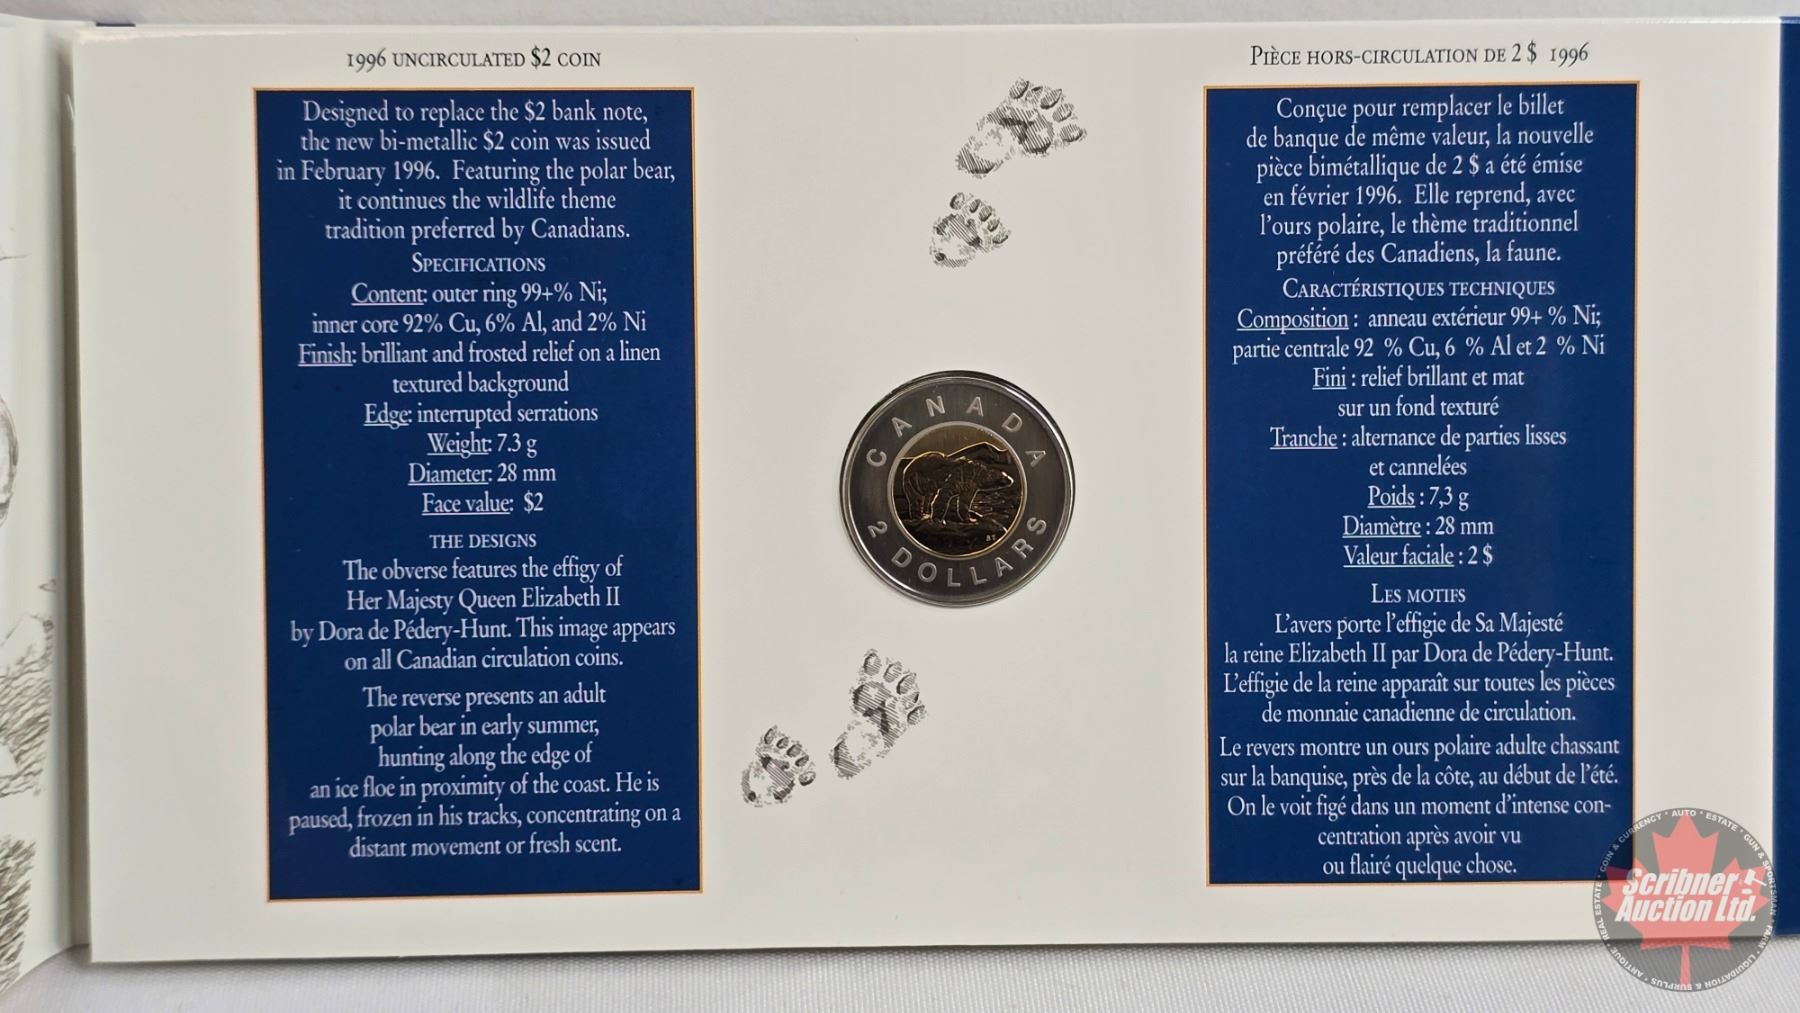 1996 UNCIRCULATED $2 COIN
Designed to replace the $2 bank note,
the new bi-metallic $2 coin was issued
in February 1996. Featuring the polar bear,
it continues the wildlife theme
tradition preferred by Canadians.
SPECIFICATIONS
Content: outer ring 99+% Ni;
inner core 92% Cu, 6% Al, and 2% Ni
Finish: brilliant and frosted relief on a linen
textured background
Edge: interrupted serrations
Weight: 7.3 g
Diameter: 28 mm
Face value: $2
THE DESIGNS
The obverse features the effigy of
Her Majesty Queen Elizabeth II
by Dora de Pédery-Hunt. This image appears
on all Canadian circulation coins.
The reverse presents an adult
polar bear in early summer,
hunting along the edge of
an ice floe in proximity of the coast. He is
paused, frozen in his tracks, concentrating on a
distant movement or fresh scent.
CANADA
2 DOLLARS
PIÈCE HORS-CIRCULATION DE 2 $ 1996
Conçue pour remplacer le billet
de banque de même valeur, la nouvelle
pièce bimétallique de 2 $ a été émise
en février 1996. Elle reprend, avec
l'ours polaire, le thème traditionnel
préféré des Canadiens, la faune.
CARACTÉRISTIQUES TECHNIQUES
Composition : anneau extérieur 99+ % Ni;
partie centrale 92 % Cu, 6 % Al et 2 % Ni
Fini : relief brillant et mat
sur un fond texturé
Tranche : alternance de parties lisses
et cannelées
Poids : 7,3 g
Diamètre : 28 mm
Valeur faciale : 2 $
LES MOTIFS
L'avers porte l'effigie de Sa Majesté
la reine Elizabeth II par Dora de Pédery-Hunt.
L'effigie de la reine apparaît sur toutes les pièces
de monnaie canadienne de circulation.
Le revers montre un ours polaire adulte chassant
sur la banquise, près de la côte, au début de l'été.
On le voit figé dans un moment d'intense con-
centration après avoir vu
ou flairé quelque chose.
Scribner
Auction Ltd.
COIN & CURRENCY * AUTO * ESTATE * GUN & SPORTSMAN * FARM * LIQUIDATION & SURPLUS * ANTIQUE * REAL ESTATE *